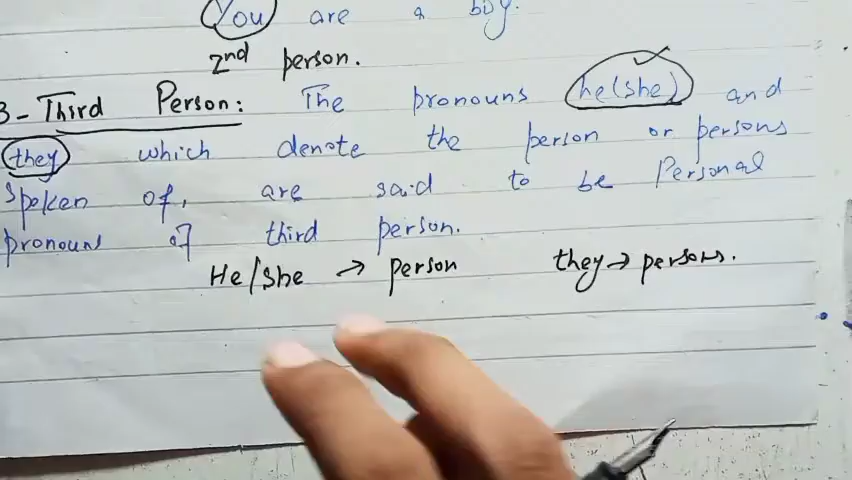 You are a boy.
2nd person.
3- Third Person: The pronouns he(she) and
they which denote the person or persons
spoken of, are said to be Personal
pronouns of third person.
He/She → person they → persons.